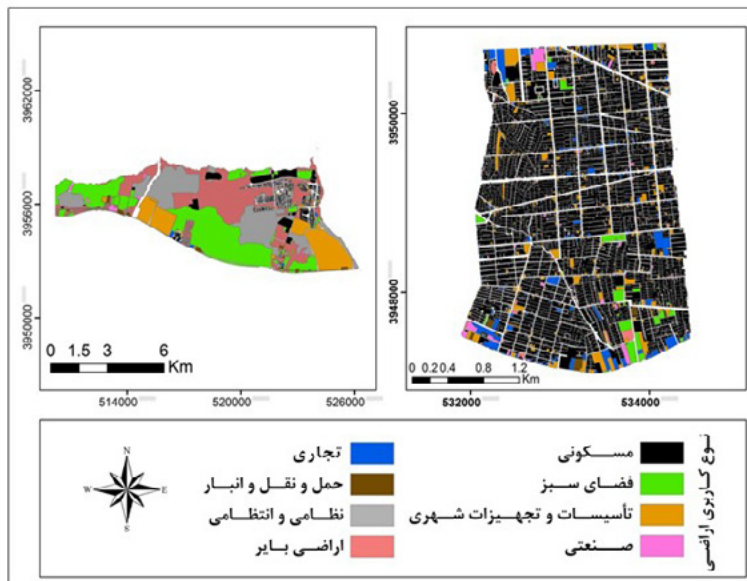 3962000
3956000
3950000
0 1.5 3 6
Km
514000 520000 526000
3950000
3948000
0 0.2 0.4 0.8 1.2
Km
532000 534000
نوع کاربری اراضی
مسکونی
فضای سبز
تأسیسات و تجهیزات شهری
صنعتی
تجاری
حمل و نقل و انبار
نظامی و انتظامی
اراضی بایر
N
W E
S